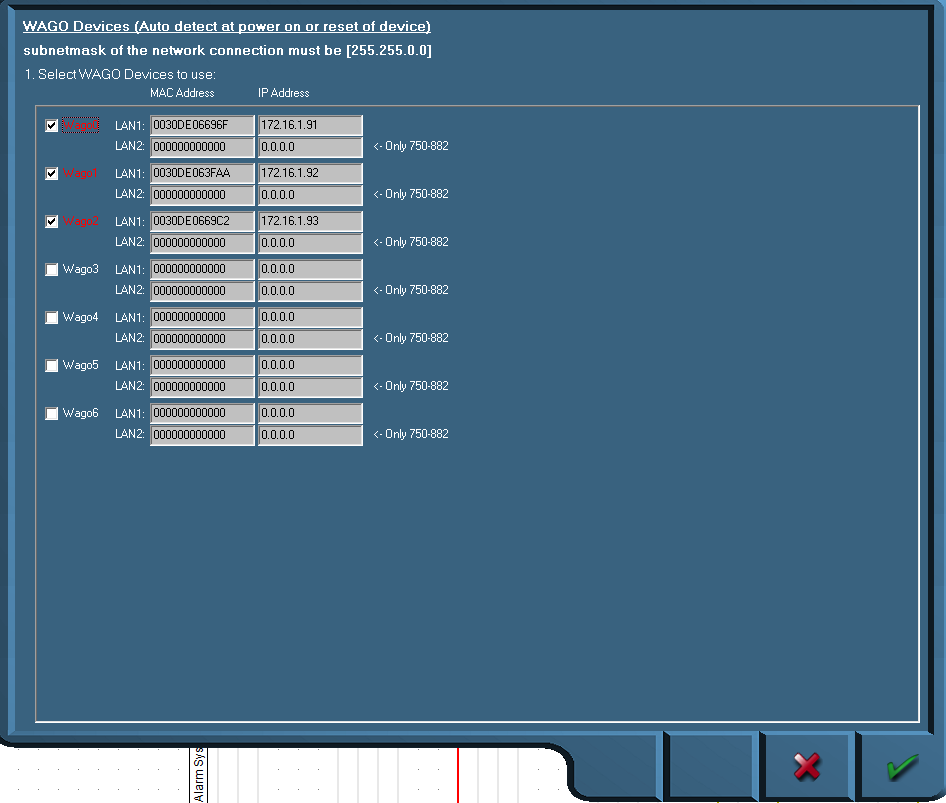 WAGO Devices (Auto detect at power on or reset of device)
subnetmask of the network connection must be [255.255.0.0]
1. Select WAGO Devices to use:
MAC Address IP Address
LAN1: 0030DE06696F 172.16.1.91
LAN2: 000000000000 0.0.0.0 <- Only 750-882
Wago1 LAN1: 0030DE063FAA 172.16.1.92
LAN2: 000000000000 0.0.0.0 <- Only 750-882
Wago2 LAN1: 0030DE0669C2 172.16.1.93
LAN2: 000000000000 0.0.0.0 <- Only 750-882
Wago3 LAN1: 000000000000 0.0.0.0
LAN2: 000000000000 0.0.0.0 <- Only 750-882
Wago4 LAN1: 000000000000 0.0.0.0
LAN2: 000000000000 0.0.0.0 <- Only 750-882
Wago5 LAN1: 000000000000 0.0.0.0
LAN2: 000000000000 0.0.0.0 <- Only 750-882
Wago6 LAN1: 000000000000 0.0.0.0
LAN2: 000000000000 0.0.0.0 <- Only 750-882
Alarm Sys